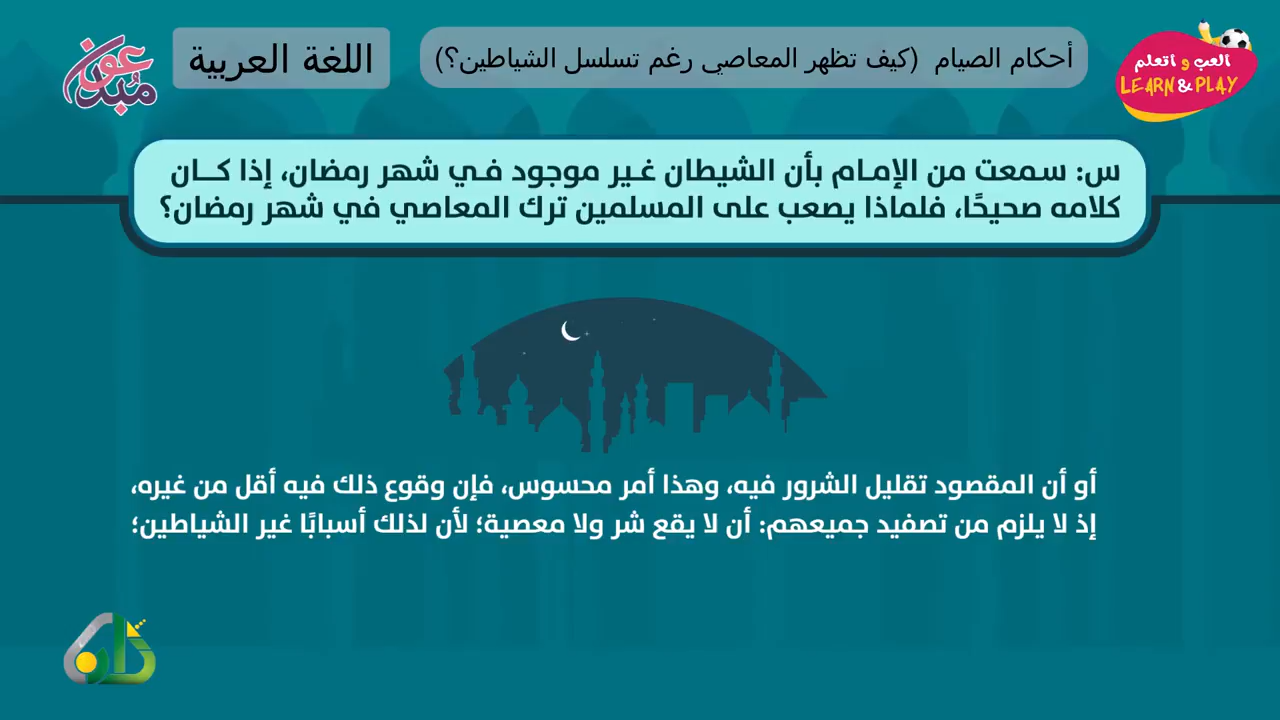 العب و اتعلم
LEARN & PLAY
أحكام الصيام (كيف تظهر المعاصي رغم تسلسل الشياطين؟)
اللغة العربية
مُبدعون
س: سمعت من الإمام بأن الشيطان غير موجود في شهر رمضان، إذا كان
كلامه صحيحًا، فلماذا يصعب على المسلمين ترك المعاصي في شهر رمضان؟
أو أن المقصود تقليل الشرور فيه، وهذا أمر محسوس، فإن وقوع ذلك فيه أقل من غيره،
إذ لا يلزم من تصفيد جميعهم: أن لا يقع شر ولا معصية؛ لأن لذلك أسبابًا غير الشياطين؛